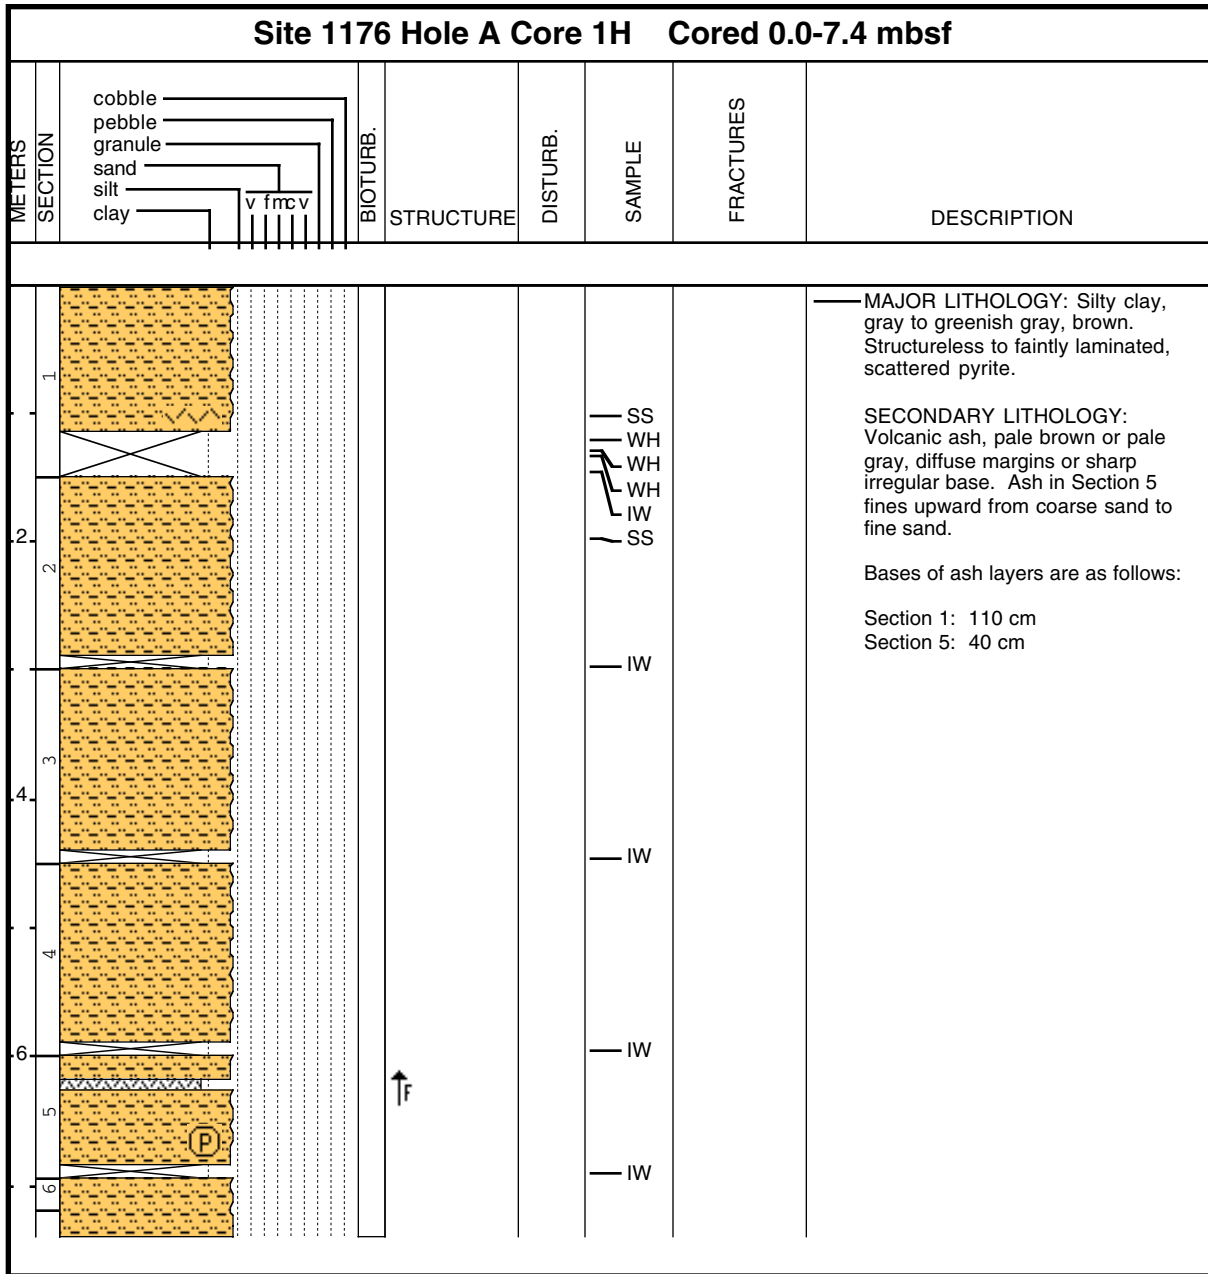 Site 1176 Hole A Core 1H Cored 0.0-7.4 mbsf
METERS
SECTION
cobble
pebble
granule
sand
silt
clay
v f m c v
BIOTURB.
STRUCTURE
DISTURB.
SAMPLE
FRACTURES
DESCRIPTION
1
2
2
3
4
4
6
5
6
P
F
SS
WH
WH
WH
IW
SS
IW
IW
IW
IW
MAJOR LITHOLOGY: Silty clay,
gray to greenish gray, brown.
Structureless to faintly laminated,
scattered pyrite.
SECONDARY LITHOLOGY:
Volcanic ash, pale brown or pale
gray, diffuse margins or sharp
irregular base. Ash in Section 5
fines upward from coarse sand to
fine sand.
Bases of ash layers are as follows:
Section 1: 110 cm
Section 5: 40 cm